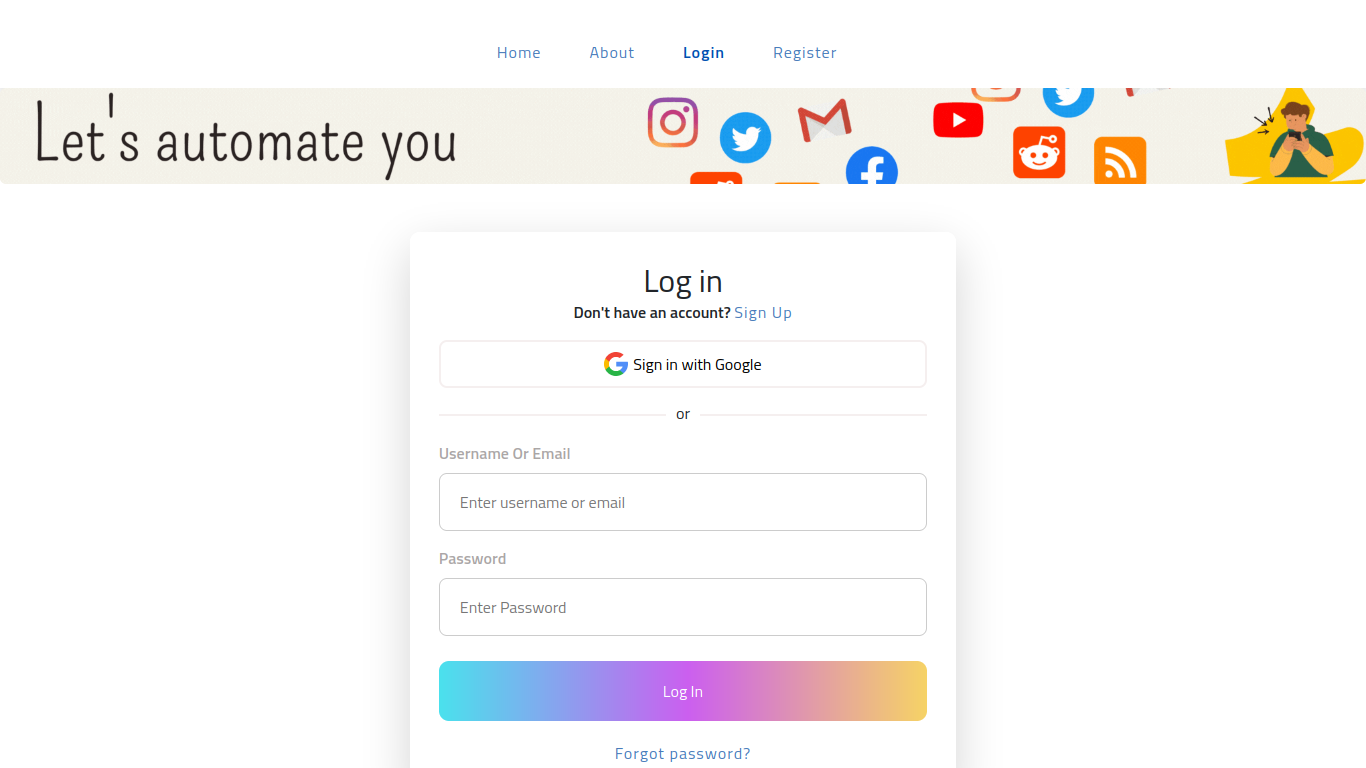 Home About Login Register
Let's automate you
Log in
Don't have an account? Sign Up
Sign in with Google
or
Username Or Email
Enter username or email
Password
Enter Password
Log In
Forgot password?